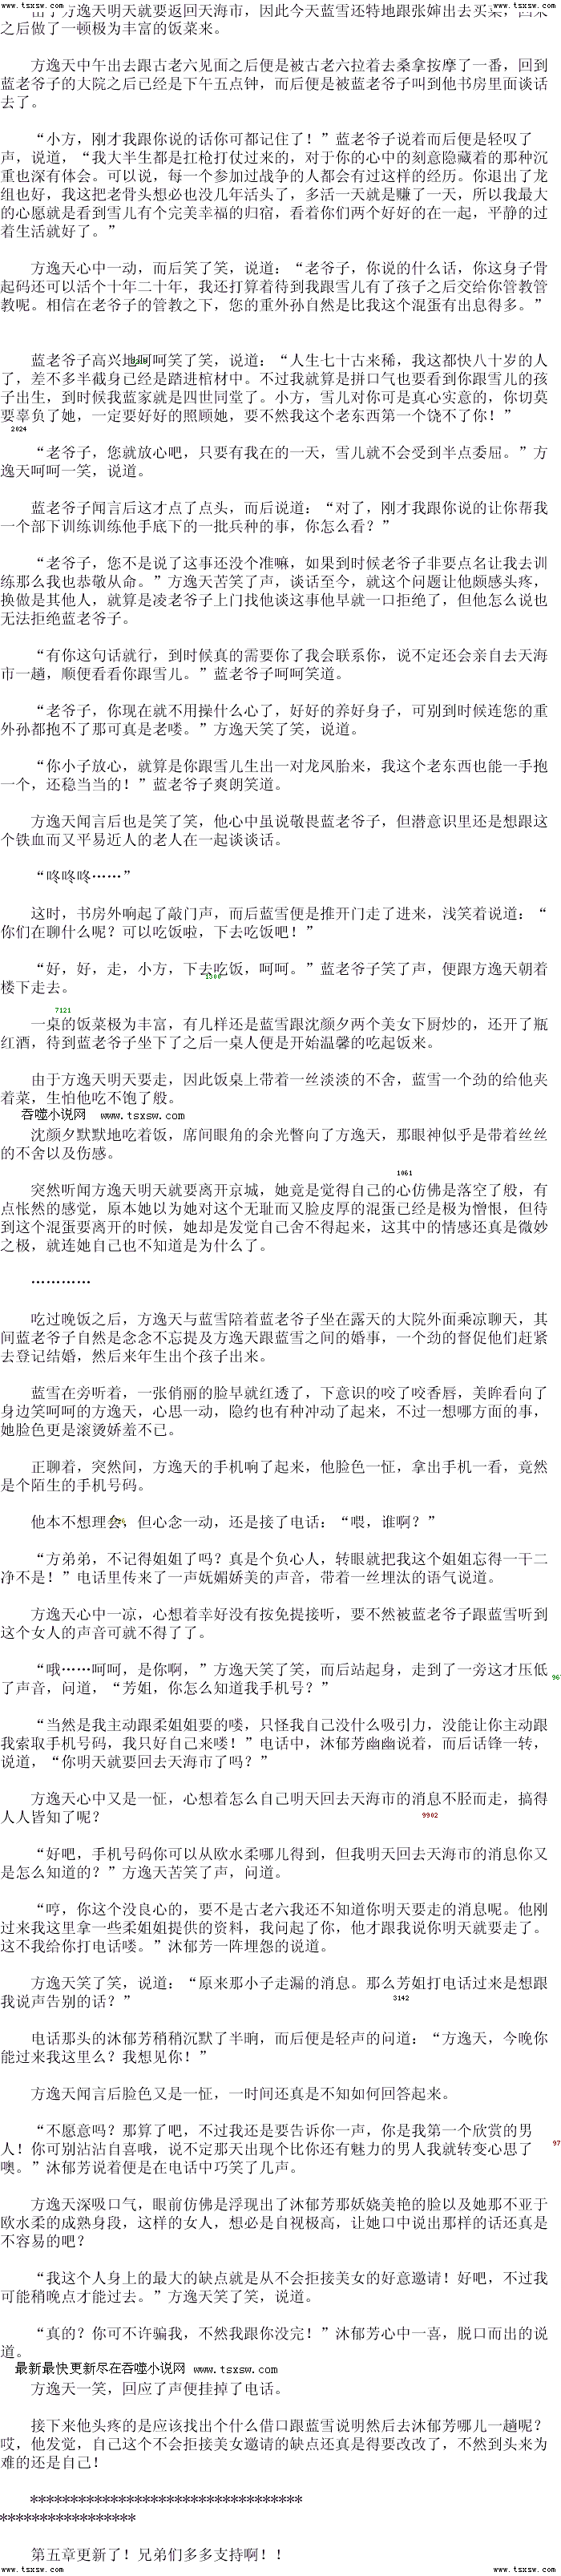 www.tsxsw.com www.tsxsw.com
由于方逸天明天就要返回天海市，因此今天蓝雪还特地跟张婶出去买菜，回来
之后做了一顿极为丰富的饭菜来。
方逸天中午出去跟古老六见面之后便是被古老六拉着去桑拿按摩了一番，回到
蓝老爷子的大院之后已经是下午五点钟，而后便是被蓝老爷子叫到他书房里面谈话
去了。
“小方，刚才我跟你说的话你可都记住了！”蓝老爷子说着而后便是轻叹了
声，说道，“我大半生都是扛枪打仗过来的，对于你的心中的刻意隐藏着的那种沉
重也深有体会。可以说，每一个参加过战争的人都会有过这样的经历。你退出了龙
组也好，我这把老骨头想必也没几年活头了，多活一天就是赚了一天，所以我最大
的心愿就是看到雪儿有个完美幸福的归宿，看着你们两个好好的在一起，平静的过
着生活就好了。”
方逸天心中一动，而后笑了笑，说道：“老爷子，你说的什么话，你这身子骨
起码还可以活个十年二十年，我还打算着待到我跟雪儿有了孩子之后交给你管教管
教呢。相信在老爷子的管教之下，您的重外孙自然是比我这个混蛋有出息得多。”
蓝老爷子高兴地呵呵笑了笑，说道：“人生七十古来稀，我这都快八十岁的人
了，差不多半截身己经是踏进棺材中。不过我就算是拼口气也要看到你跟雪儿的孩
子出生，到时候我蓝家就是四世同堂了。小方，雪儿对你可是真心实意的，你切莫
要辜负了她，一定要好好的照顾她，要不然我这个老东西第一个饶不了你！”
2024
“老爷子，您就放心吧，只要有我在的一天，雪儿就不会受到半点委屈。”方
逸天呵呵一笑，说道。
蓝老爷子闻言后这才点了点头，而后说道：“对了，刚才我跟你说的让你帮我
一个部下训练训练他手底下的一批兵种的事，你怎么看？”
“老爷子，您不是说了这事还没个准嘛，如果到时候老爷子非要点名让我去训
练那么我也恭敬从命。”方逸天苦笑了声，谈话至今，就这个问题让他颇感头疼，
换做是其他人，就算是凌老爷子上门找他谈这事他早就一口拒绝了，但他怎么说也
无法拒绝蓝老爷子。
“有你这句话就行，到时候真的需要你了我会联系你，说不定还会亲自去天海
市一趟，顺便看看你跟雪儿。”蓝老爷子呵呵笑道。
“老爷子，你现在就不用操什么心了，好好的养好身子，可别到时候连您的重
外孙都抱不了那可真是老喽。”方逸天笑了笑，说道。
“你小子放心，就算是你跟雪儿生出一对龙凤胎来，我这个老东西也能一手抱
一个，还稳当当的！”蓝老爷子爽朗笑道。
方逸天闻言后也是笑了笑，他心中虽说敬畏蓝老爷子，但潜意识里还是想跟这
个铁血而又平易近人的老人在一起谈谈话。
“咚咚咚……”
这时，书房外响起了敲门声，而后蓝雪便是推开门走了进来，浅笑着说道：“
你们在聊什么呢？可以吃饭啦，下去吃饭吧！”
“好，好，走，小方，下去吃饭，呵呵。”蓝老爷子笑了声，便跟方逸天朝着
楼下走去。
7121
一桌的饭菜极为丰富，有几样还是蓝雪跟沈颜夕两个美女下厨炒的，还开了瓶
红酒，待到蓝老爷子坐下了之后一桌人便是开始温馨的吃起饭来。
由于方逸天明天要走，因此饭桌上带着一丝淡淡的不舍，蓝雪一个劲的给他夹
着菜，生怕他吃不饱了般。
吞噬小说网 www.tsxsw.com
沈颜夕默默地吃着饭，席间眼角的余光瞥向了方逸天，那眼神似乎是带着丝丝
的不舍以及伤感。
1061
突然听闻方逸天明天就要离开京城，她竟是觉得自己的心仿佛是落空了般，有
点怅然的感觉，原本她以为她对这个无耻而又脸皮厚的混蛋己经是极为憎恨，但待
到这个混蛋要离开的时候，她却是发觉自己舍不得起来，这其中的情感还真是微妙
之极，就连她自己也不知道是为什么了。
…………
吃过晚饭之后，方逸天与蓝雪陪着蓝老爷子坐在露天的大院外面乘凉聊天，其
间蓝老爷子自然是念念不忘提及方逸天跟蓝雪之间的婚事，一个劲的督促他们赶紧
去登记结婚，然后来年生出个孩子出来。
蓝雪在旁听着，一张俏丽的脸早就红透了，下意识的咬了咬香唇，美眸看向了
身边笑呵呵的方逸天，心思一动，隐约也有种冲动了起来，不过一想哪方面的事，
她脸色更是滚烫娇羞不己。
正聊着，突然间，方逸天的手机响了起来，他脸色一怔，拿出手机一看，竟然
是个陌生的手机号码。
他本不想理会，但心念一动，还是接了电话：“喂，谁啊？”
“方弟弟，不记得姐姐了吗？真是个负心人，转眼就把我这个姐姐忘得一干二
净不是！”电话里传来了一声妩媚娇美的声音，带着一丝埋汰的语气说道。
方逸天心中一凉，心想着幸好没有按免提接听，要不然被蓝老爷子跟蓝雪听到
这个女人的声音可就不得了了。
“哦……呵呵，是你啊，”方逸天笑了笑，而后站起身，走到了一旁这才压低
了声音，问道，“芳姐，你怎么知道我手机号？”
“当然是我主动跟柔姐姐要的喽，只怪我自己没什么吸引力，没能让你主动跟
我索取手机号码，我只好自己来喽！”电话中，沐郁芳幽幽说着，而后话锋一转，
说道，“你明天就要回去天海市了吗？”
方逸天心中又是一怔，心想着怎么自己明天回去天海市的消息不胫而走，搞得
人人皆知了呢？
9902
“好吧，手机号码你可以从欧水柔哪儿得到，但我明天回去天海市的消息你又
是怎么知道的？”方逸天苦笑了声，问道。
“哼，你这个没良心的，要不是古老六我还不知道你明天要走的消息呢。他刚
过来我这里拿一些柔姐姐提供的资料，我问起了你，他才跟我说你明天就要走了。
这不我给你打电话喽。”沐郁芳一阵埋怨的说道。
方逸天笑了笑，说道：“原来那小子走漏的消息。那么芳姐打电话过来是想跟
我说声告别的话？”
3142
电话那头的沐郁芳稍稍沉默了半晌，而后便是轻声的问道：“方逸天，今晚你
能过来我这里么？我想见你！”
方逸天闻言后脸色又是一怔，一时间还真是不知如何回答起来。
“不愿意吗？那算了吧，不过我还是要告诉你一声，你是我第一个欣赏的男
人！你可别沾沾自喜哦，说不定那天出现个比你还有魅力的男人我就转变心思了
噢。”沐郁芳说着便是在电话中巧笑了几声。
方逸天深吸口气，眼前仿佛是浮现出了沐郁芳那妖娆美艳的脸以及她那不亚于
欧水柔的成熟身段，这样的女人，想必是自视极高，让她口中说出那样的话还真是
不容易的吧？
“我这个人身上的最大的缺点就是从不会拒接美女的好意邀请！好吧，不过我
可能稍晚点才能过去。”方逸天笑了笑，说道。
“真的？你可不许骗我，不然我跟你没完！”沐郁芳心中一喜，脱口而出的说
道。
最新最快更新尽在吞噬小说网 www.tsxsw.com
方逸天一笑，回应了声便挂掉了电话。
接下来他头疼的是应该找出个什么借口跟蓝雪说明然后去沐郁芳哪儿一趟呢？
哎，他发觉，自己这个不会拒接美女邀请的缺点还真是得要改改了，不然到头来为
难的还是自己！
**********************************
*****************
第五章更新了！兄弟们多多支持啊！！
www.tsxsw.com www.tsxsw.com